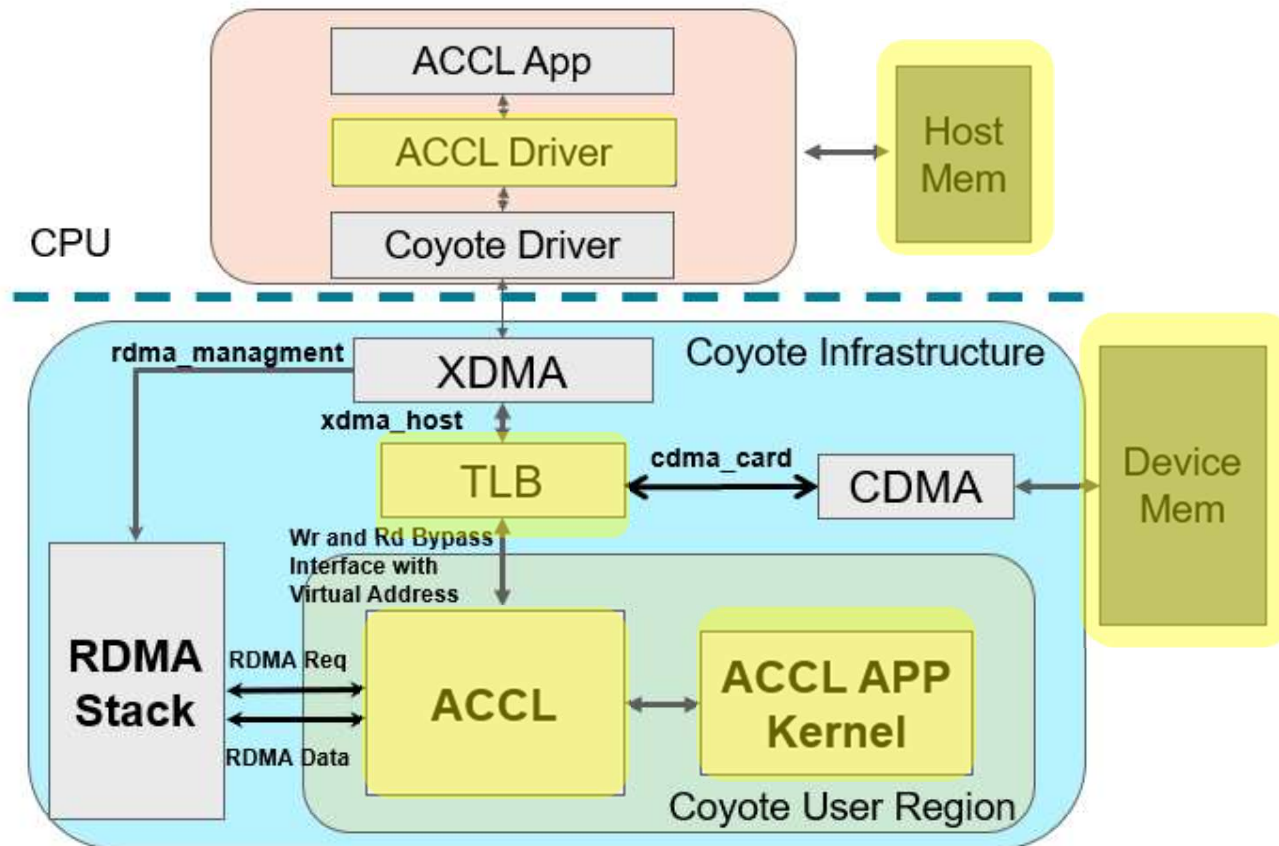 ACCL App
ACCL Driver
Coyote Driver
Host
Mem
CPU
rdma_managment
XDMA
Coyote Infrastructure
xdma_host
TLB
cdma_card
CDMA
Device
Mem
Wr and Rd Bypass
Interface with
Virtual Address
RDMA
Stack
RDMA Req
RDMA Data
ACCL
ACCL APP
Kernel
Coyote User Region